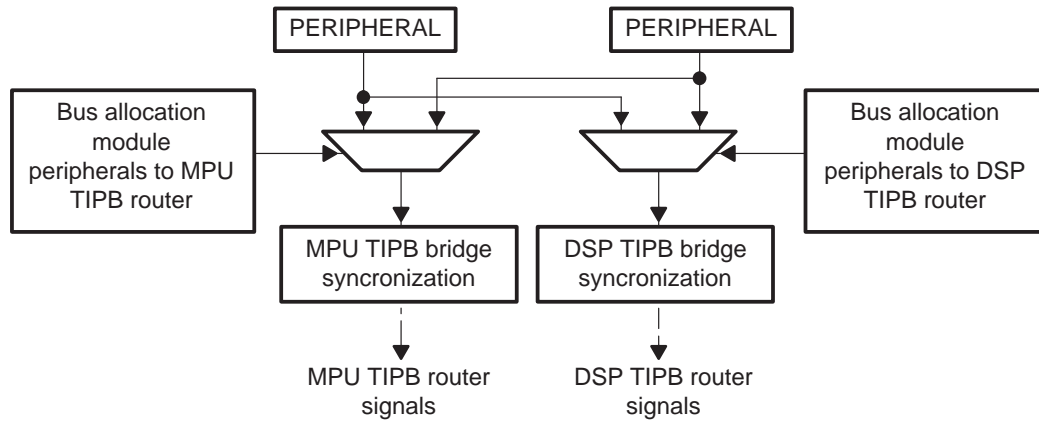 PERIPHERAL
PERIPHERAL
Bus allocation
module
peripherals to MPU
TIPB router
Bus allocation
module
peripherals to DSP
TIPB router
MPU TIPB bridge
syncronization
DSP TIPB bridge
syncronization
MPU TIPB router
signals
DSP TIPB router
signals